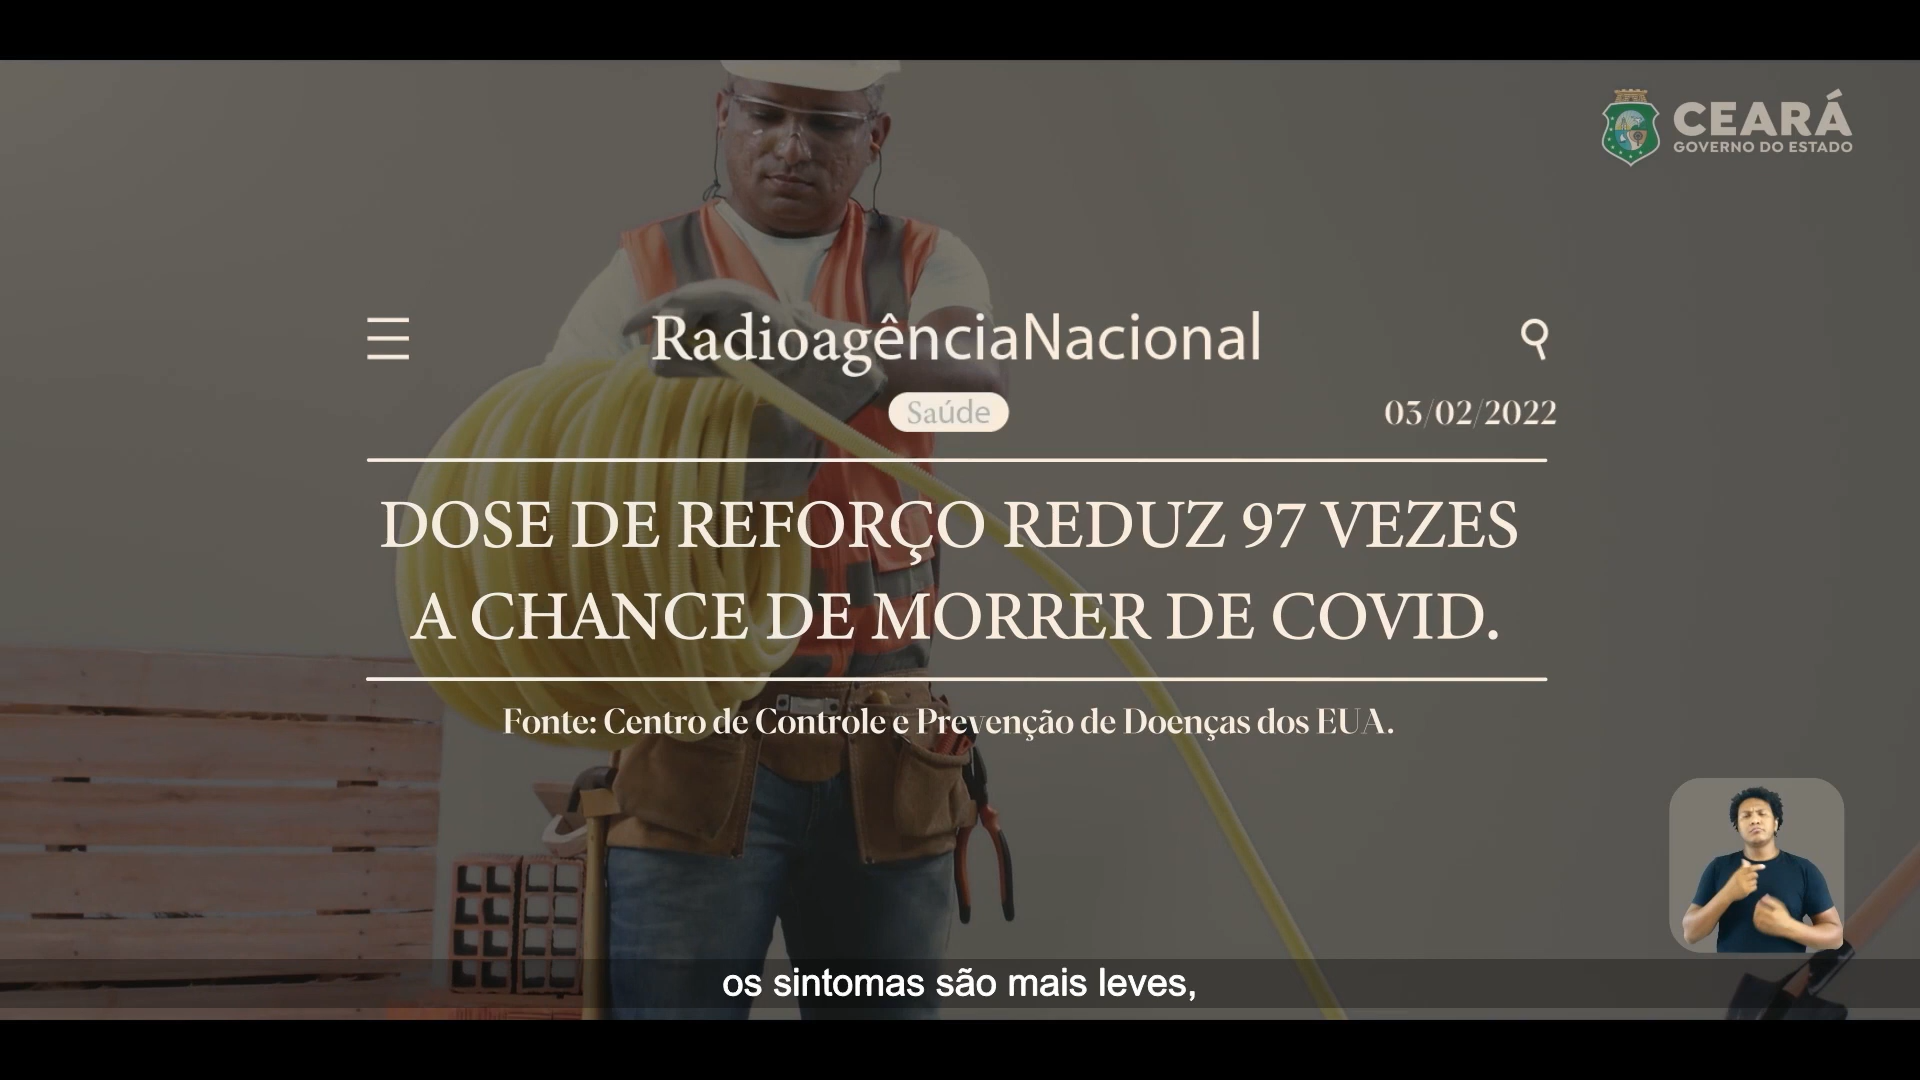 CEARÁ
GOVERNO DO ESTADO
RadioagênciaNacional
Saúde
03/02/2022
DOSE DE REFORÇO REDUZ 97 VEZES
A CHANCE DE MORRER DE COVID.
Fonte: Centro de Controle e Prevenção de Doenças dos EUA.
os sintomas são mais leves,